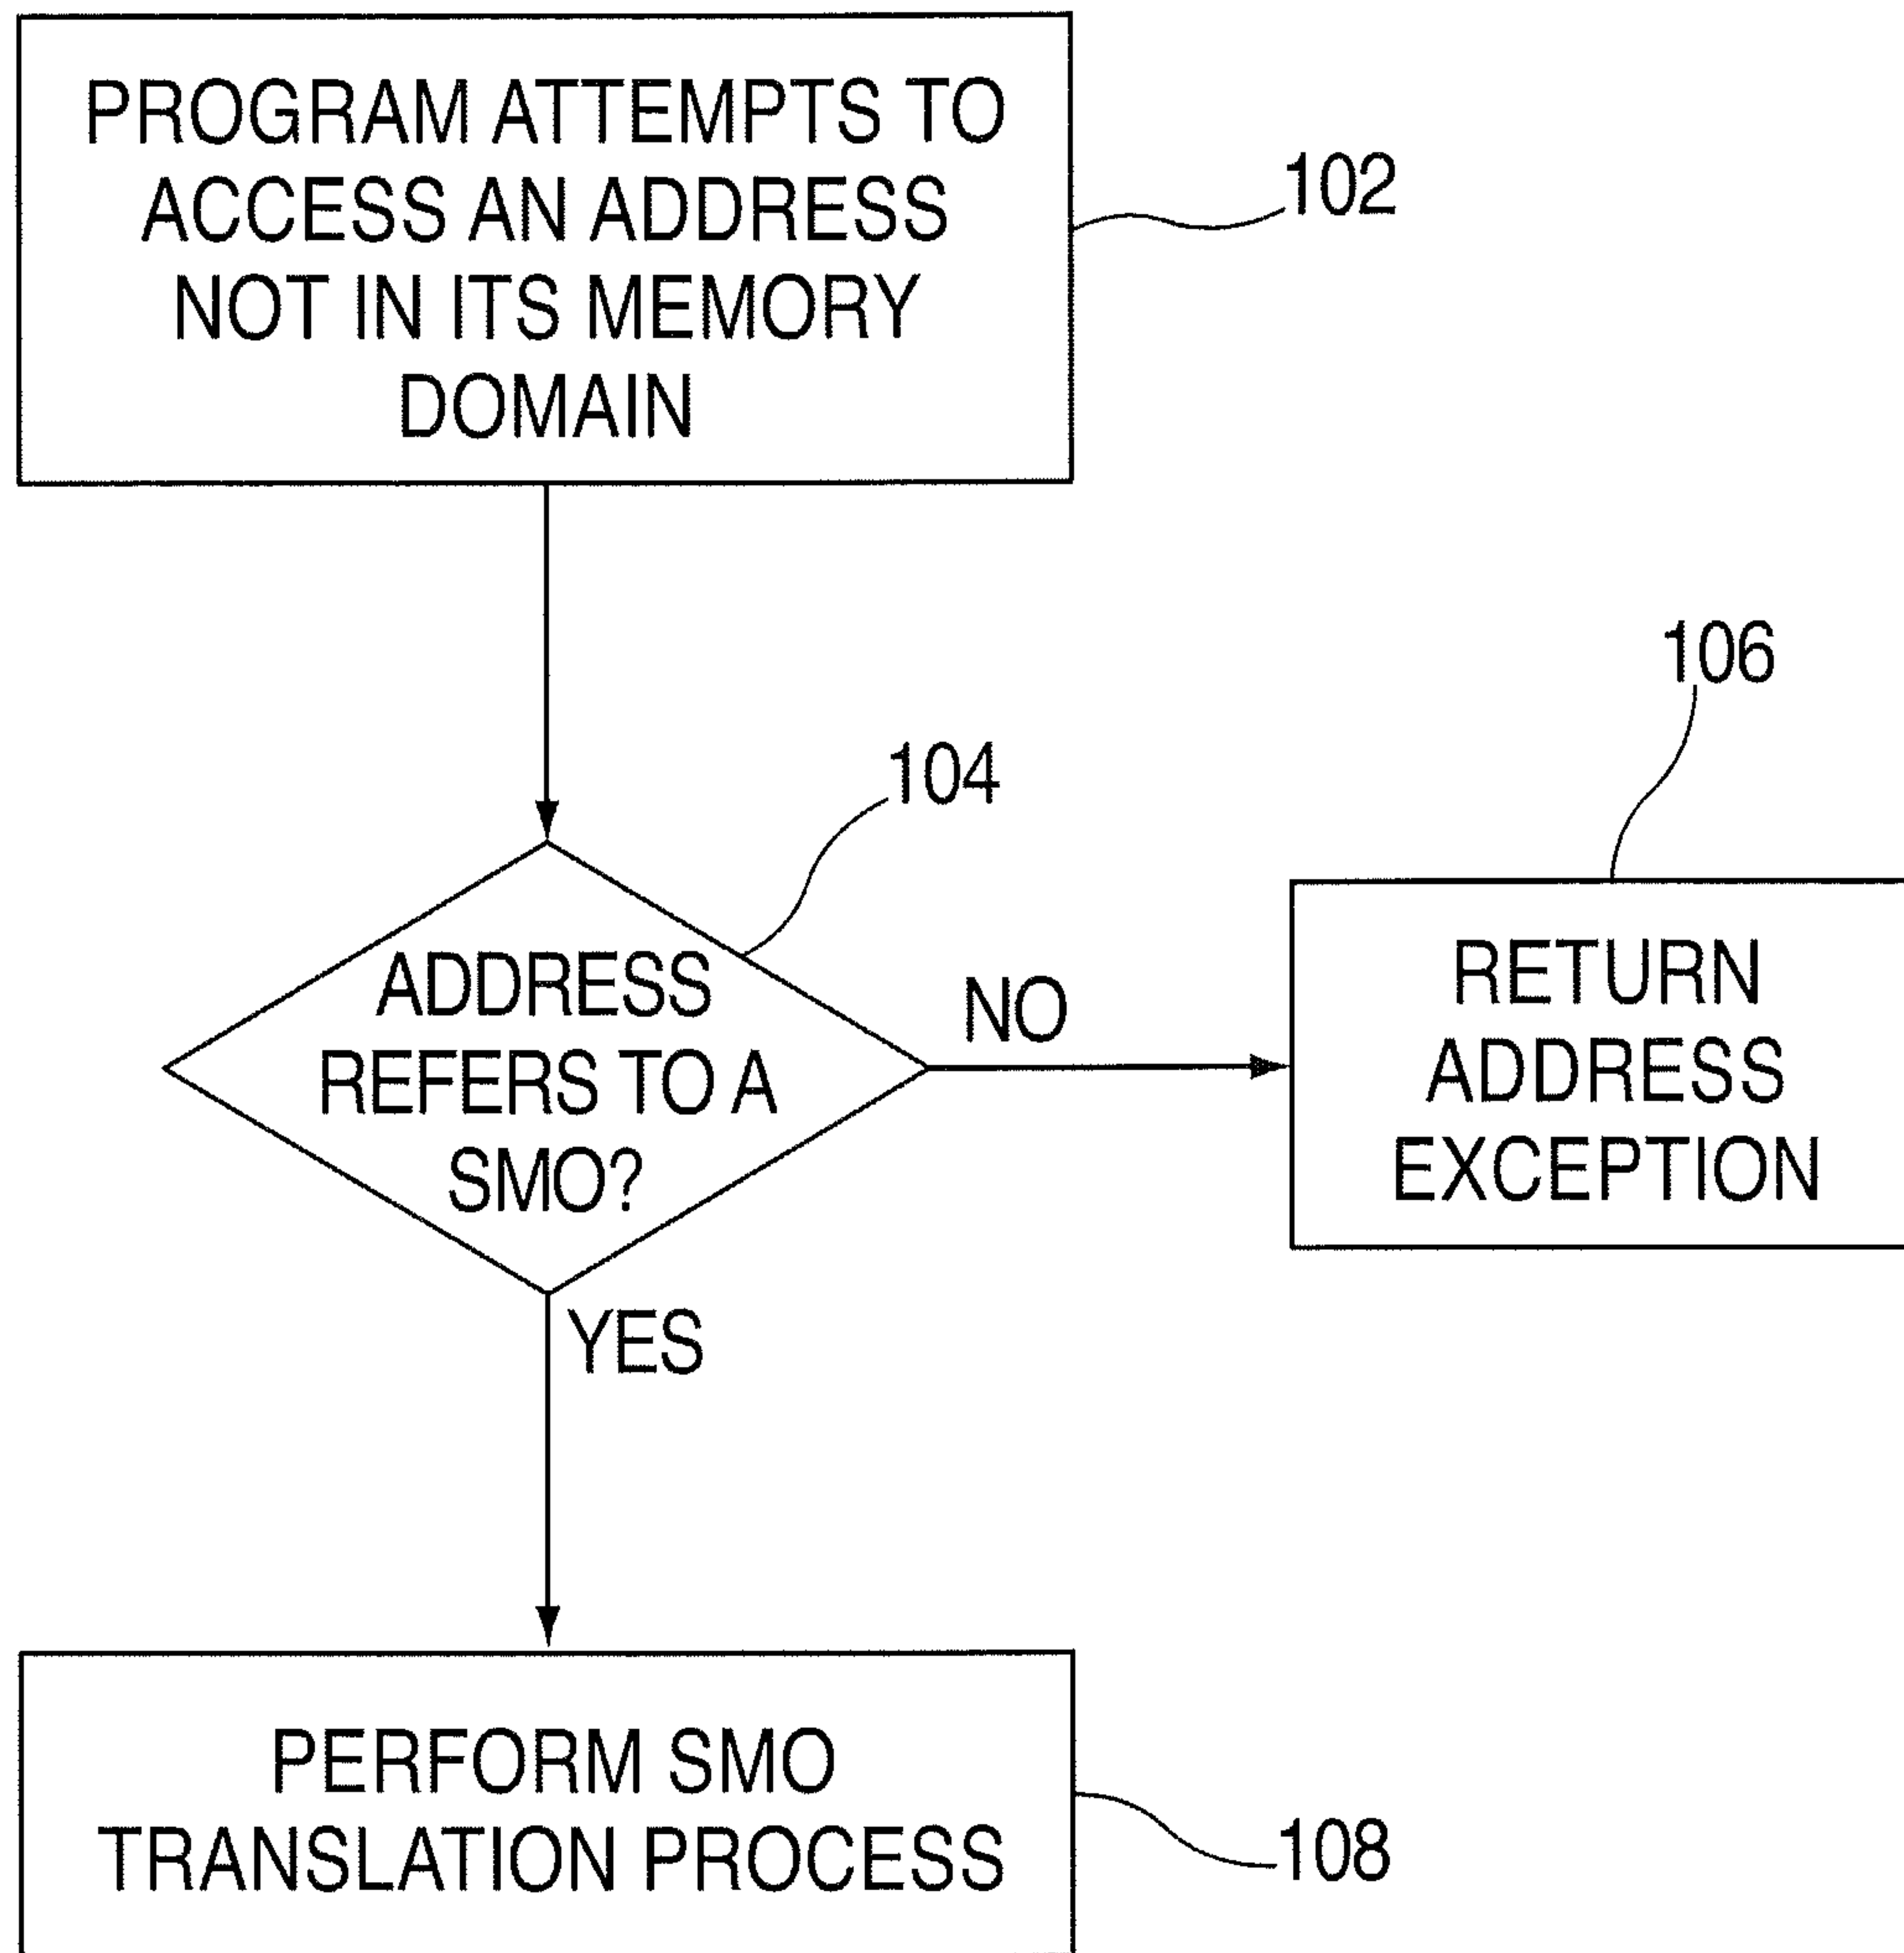 PROGRAM ATTEMPTS TO
ACCESS AN ADDRESS
NOT IN ITS MEMORY
DOMAIN
102
104
ADDRESS
REFERS TO A
SMO?
NO
106
RETURN
ADDRESS
EXCEPTION
YES
PERFORM SMO
TRANSLATION PROCESS
108